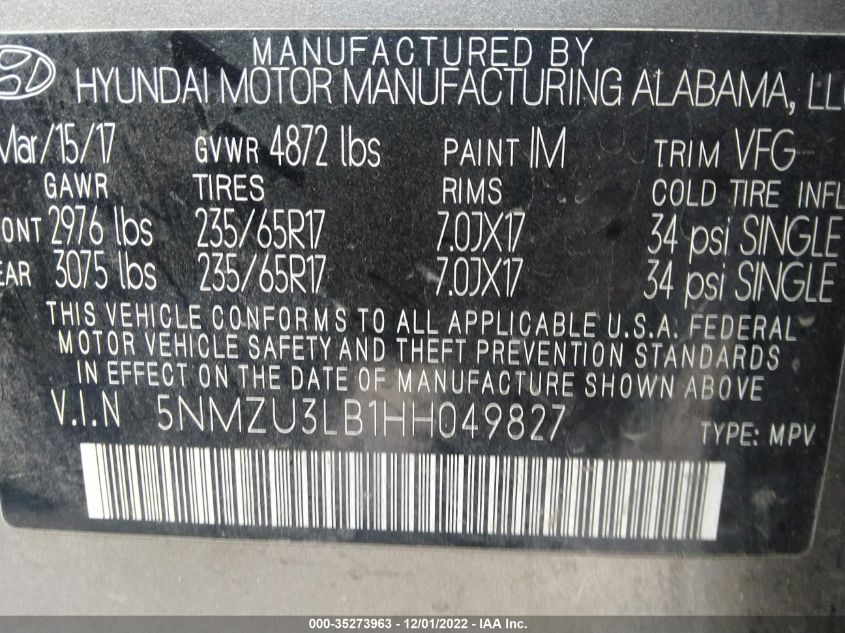 MANUFACTURED BY
HYUNDAI MOTOR MANUFACTURING ALABAMA, LLC
Mar/15/17 GVWR 4872 lbs PAINT IM TRIM VFG
GAWR TIRES RIMS COLD TIRE INFL
ONT 2976 lbs 235/65R17 7.0JX17 34 psi SINGLE
EAR 3075 lbs 235/65R17 7.0JX17 34 psi SINGLE
THIS VEHICLE CONFORMS TO ALL APPLICABLE U.S.A. FEDERAL
MOTOR VEHICLE SAFETY AND THEFT PREVENTION STANDARDS
IN EFFECT ON THE DATE OF MANUFACTURE SHOWN ABOVE
V.I.N 5NMZU3LB1HH049827 TYPE: MPV
000-35273963 - 12/01/2022 - IAA Inc.